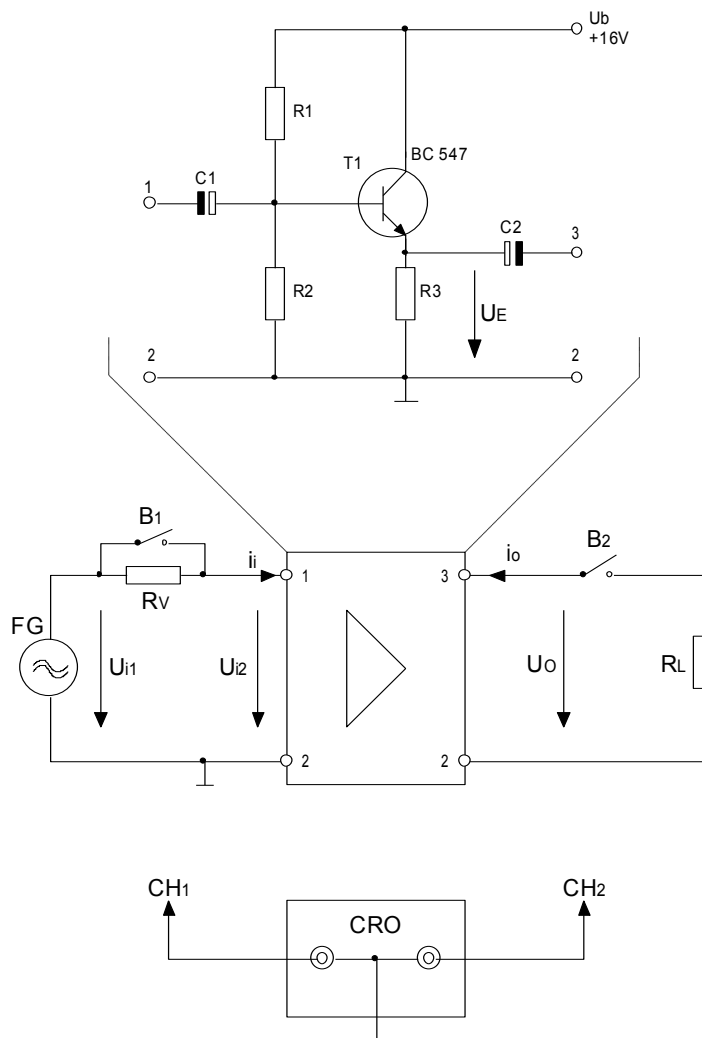 Ub
+16V
R1
T1
BC 547
1
C1
C2
3
R2
R3
UE
2
2
B1
ii
RV
FG
Ui1
Ui2
1
3
2
2
io
B2
UO
RL
CH1
CRO
CH2